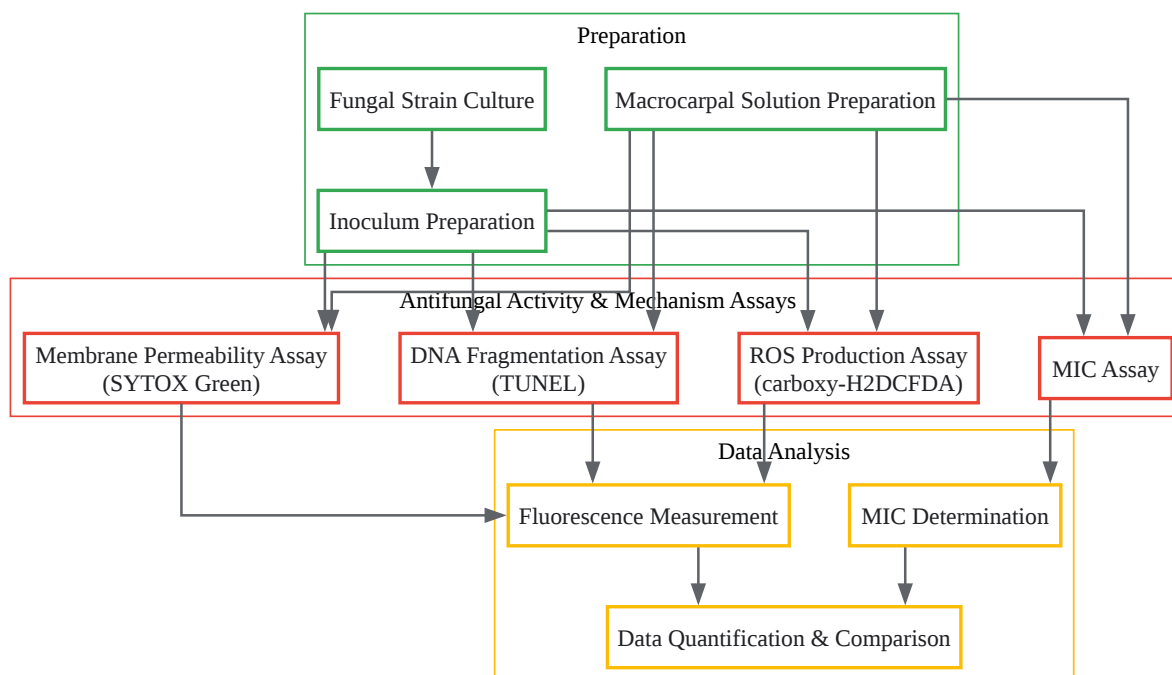 Preparation
Fungal Strain Culture
Macrocarpal Solution Preparation
Inoculum Preparation
Antifungal Activity & Mechanism Assays
Membrane Permeability Assay
(SYTOX Green)
DNA Fragmentation Assay
(TUNEL)
ROS Production Assay
(carboxy-H2DCFDA)
MIC Assay
Data Analysis
Fluorescence Measurement
MIC Determination
Data Quantification & Comparison